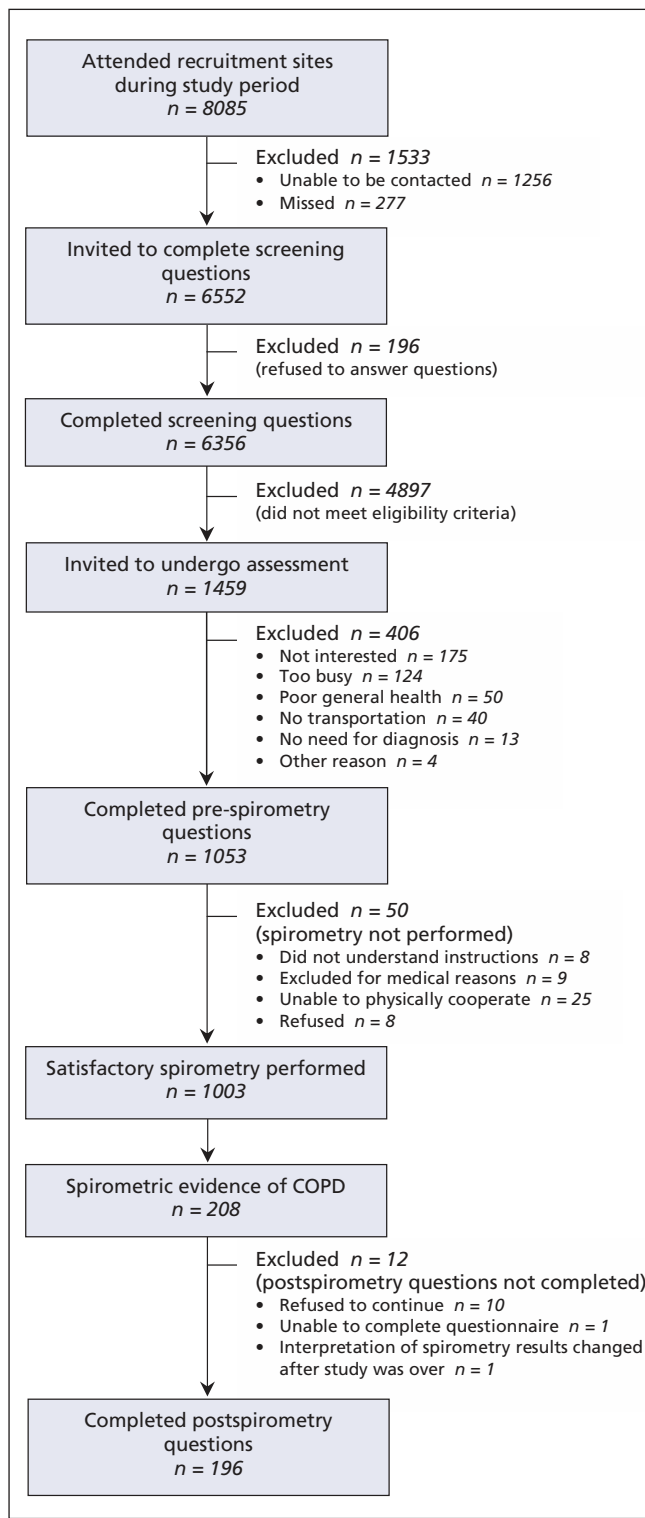 Attended recruitment sites
during study period
n = 8085
Excluded n = 1533
• Unable to be contacted n = 1256
• Missed n = 277
Invited to complete screening
questions
n = 6552
Excluded n = 196
(refused to answer questions)
Completed screening questions
n = 6356
Excluded n = 4897
(did not meet eligibility criteria)
Invited to undergo assessment
n = 1459
Excluded n = 406
• Not interested n = 175
• Too busy n = 124
• Poor general health n = 50
• No transportation n = 40
• No need for diagnosis n = 13
• Other reason n = 4
Completed pre-spirometry
questions
n = 1053
Excluded n = 50
(spirometry not performed)
• Did not understand instructions n = 8
• Excluded for medical reasons n = 9
• Unable to physically cooperate n = 25
• Refused n = 8
Satisfactory spirometry performed
n = 1003
Spirometric evidence of COPD
n = 208
Excluded n = 12
(postspirometry questions not completed)
• Refused to continue n = 10
• Unable to complete questionnaire n = 1
• Interpretation of spirometry results changed
after study was over n = 1
Completed postspirometry
questions
n = 196